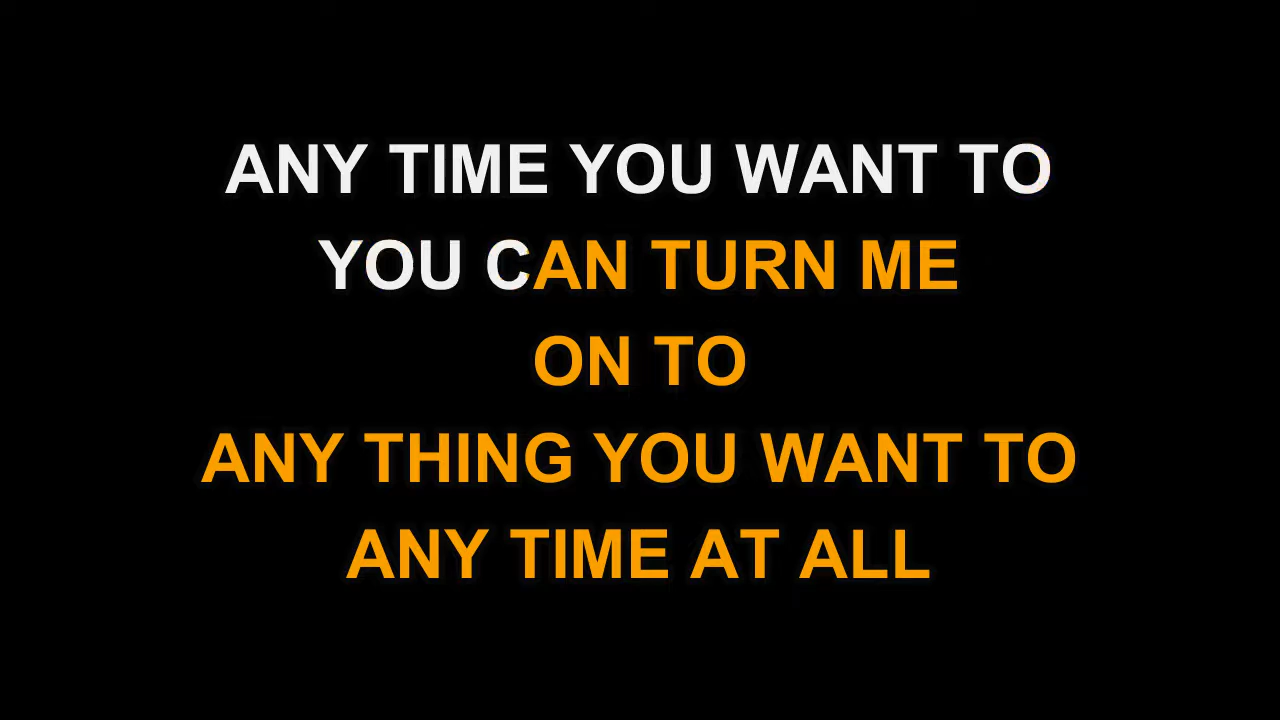 ANY TIME YOU WANT TO
YOU CAN TURN ME
ON TO
ANY THING YOU WANT TO
ANY TIME AT ALL